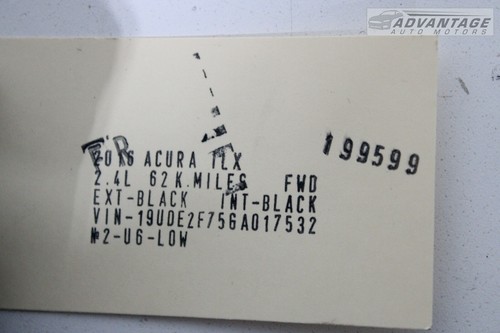 ADVANTAGE
AUTO MOTORS
199599
2016 ACURA TLX
2.4L 62K.MILES FWD
EXT-BLACK INT-BLACK
VIN-19UDE2F75GA017532
№2-U6-LOW